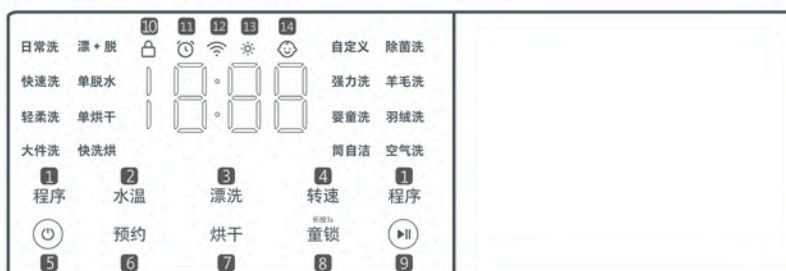 10 11 12 13 14
日常洗 漂+脱 自定义 除菌洗
快速洗 单脱水 强力洗 羊毛洗
轻柔洗 单烘干 婴童洗 羽绒洗
大件洗 快洗烘 筒自洁 空气洗
1 2 3 4 1
程序 水温 漂洗 转速 程序
长按3s
预约 烘干 童锁
5 6 7 8 9